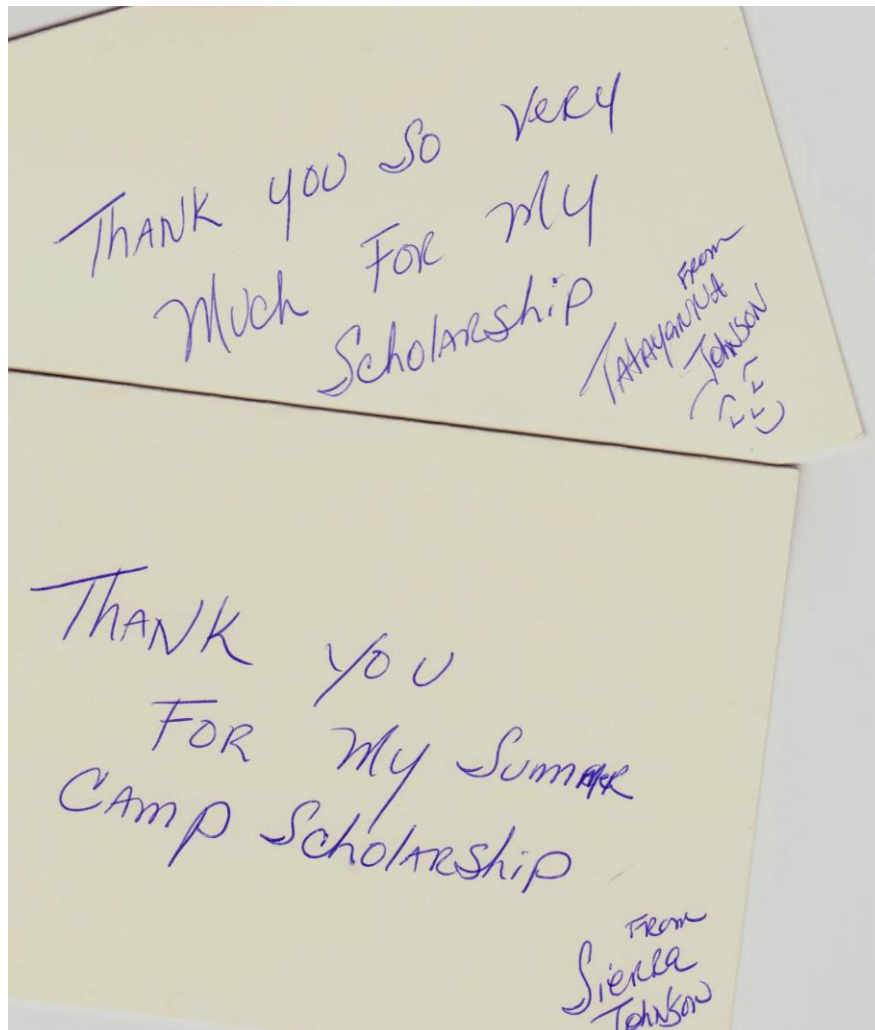 Thank you so very
much for my
scholarship
From
Tatayanna
Johnson
Thank you
for my summer
camp scholarship
From
Sierra
Johnson